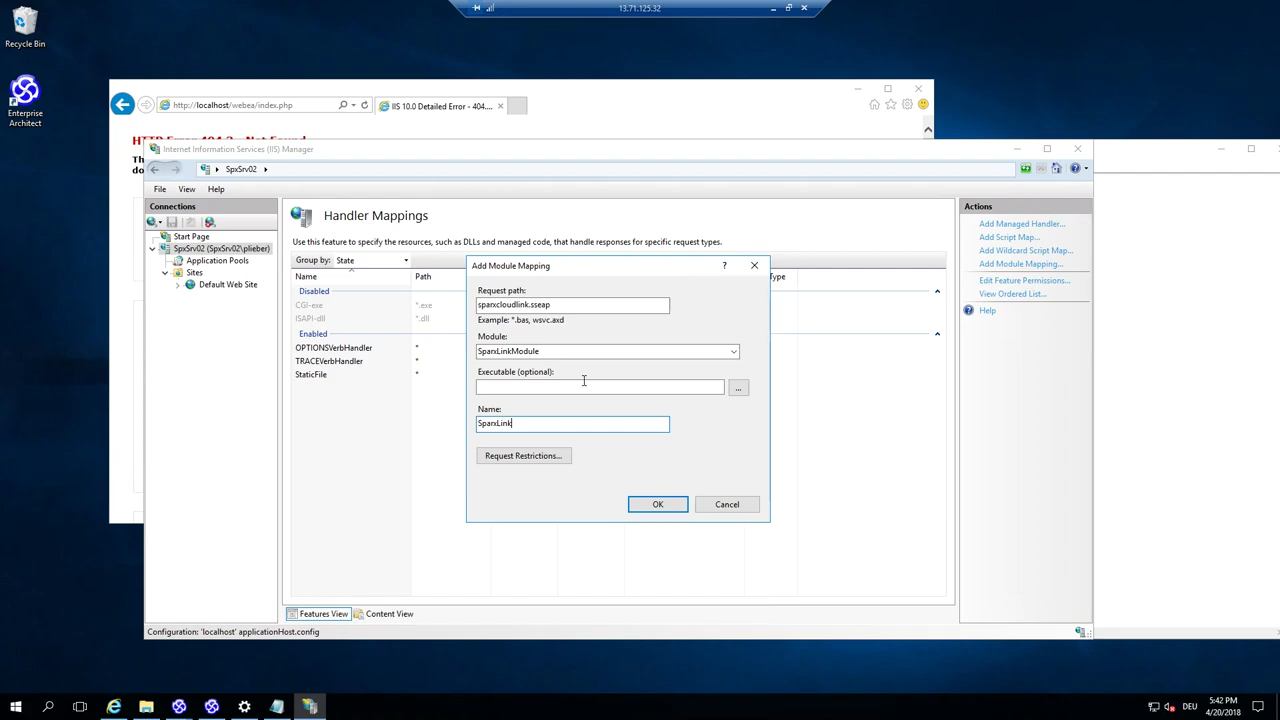 13.71.125.32
Recycle Bin
Enterprise
Architect
http://localhost/webea/index.php
IIS 10.0 Detailed Error - 404....
Internet Information Services (IIS) Manager
SpxSrv02
File View Help
Connections
Start Page
SpxSrv02 (SpxSrv02\plieber)
Application Pools
Sites
Default Web Site
Handler Mappings
Use this feature to specify the resources, such as DLLs and managed code, that handle responses for specific request types.
Group by: State
Name Path
Disabled
CGI-exe *.exe
ISAPI-dll *.dll
Enabled
OPTIONSVerbHandler *
TRACEVerbHandler *
StaticFile *
Add Module Mapping
Request path:
sparxcloudlink.sseap
Example: *.bas, wsvc.axd
Module:
SparxLinkModule
Executable (optional):
...
Name:
SparxLink
Request Restrictions...
OK Cancel
Actions
Add Managed Handler...
Add Script Map...
Add Wildcard Script Map...
Add Module Mapping...
Edit Feature Permissions...
View Ordered List...
Help
Features View Content View
Configuration: 'localhost' applicationHost.config
DEU
5:42 PM
4/20/2018